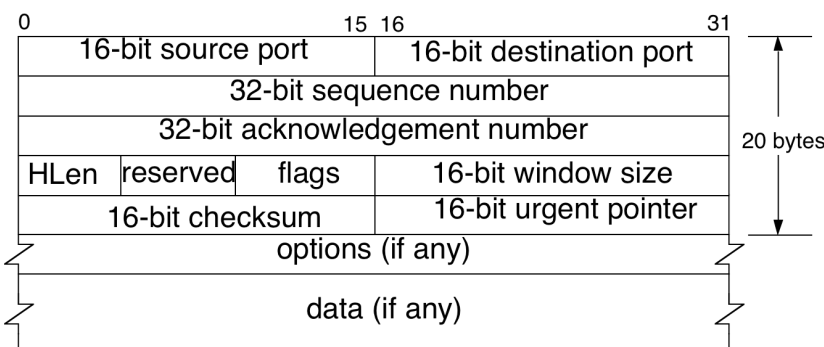 0 15 16 31
16-bit source port 16-bit destination port
32-bit sequence number
32-bit acknowledgement number
20 bytes
HLen reserved flags 16-bit window size
16-bit checksum 16-bit urgent pointer
options (if any)
data (if any)